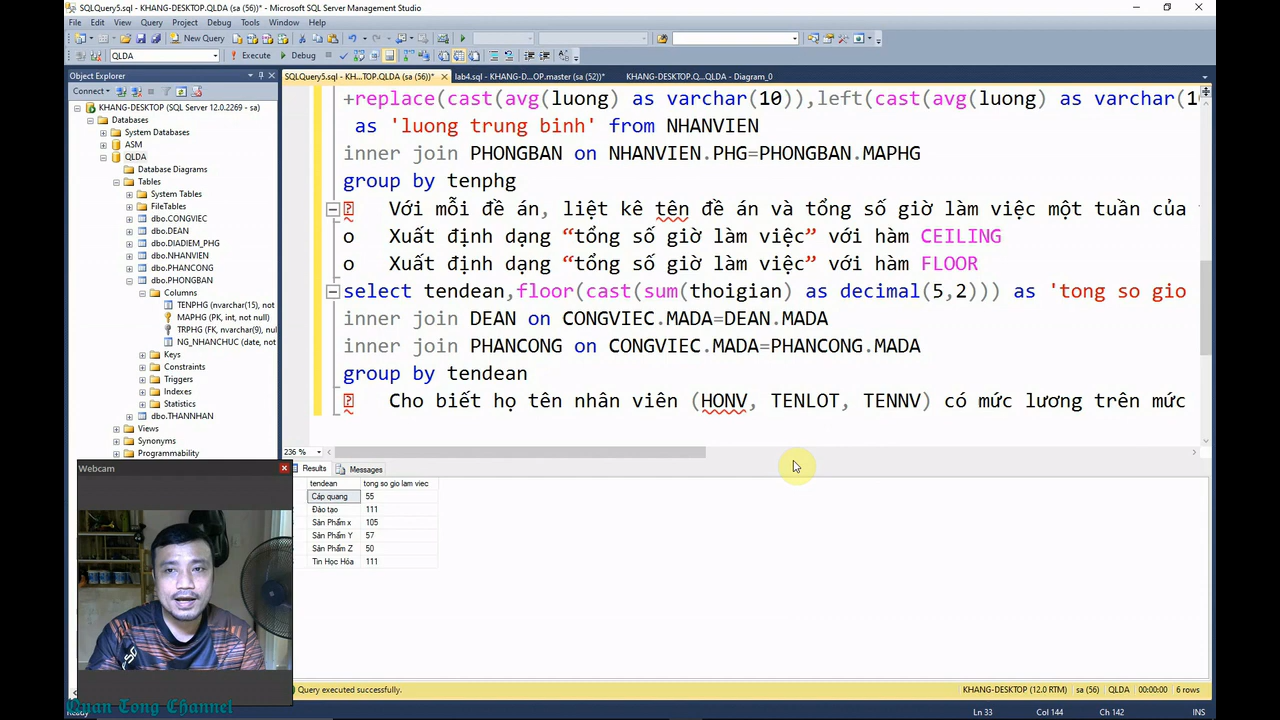 SQLQuery5.sql - KHANG-DESKTOP.QLDA (sa (56))* - Microsoft SQL Server Management Studio
File Edit View Query Project Debug Tools Window Help
New Query
QLDA Execute Debug
Object Explorer
SQLQuery5.sql - KH...TOP.QLDA (sa (56))* lab4.sql - KHANG-D...OP.master (sa (52))* KHANG-DESKTOP.Q...QLDA - Diagram_0
Connect
KHANG-DESKTOP (SQL Server 12.0.2269 - sa)
Databases
System Databases
ASM
QLDA
Database Diagrams
Tables
System Tables
FileTables
dbo.CONGVIEC
dbo.DEAN
dbo.DIADIEM_PHG
dbo.NHANVIEN
dbo.PHANCONG
dbo.PHONGBAN
Columns
TENPHG (nvarchar(15), not null)
MAPHG (PK, int, not null)
TRPHG (FK, nvarchar(9), null)
NG_NHANCHUC (date, not
Keys
Constraints
Triggers
Indexes
Statistics
dbo.THANNHAN
Views
Synonyms
Programmability
+replace(cast(avg(luong) as varchar(10)),left(cast(avg(luong) as varchar(1
as 'luong trung binh' from NHANVIEN
inner join PHONGBAN on NHANVIEN.PHG=PHONGBAN.MAPHG
group by tenphg
Với mỗi đề án, liệt kê tên đề án và tổng số giờ làm việc một tuần của
o Xuất định dạng “tổng số giờ làm việc” với hàm CEILING
o Xuất định dạng “tổng số giờ làm việc” với hàm FLOOR
select tendean,floor(cast(sum(thoigian) as decimal(5,2))) as 'tong so gio
inner join DEAN on CONGVIEC.MADA=DEAN.MADA
inner join PHANCONG on CONGVIEC.MADA=PHANCONG.MADA
group by tendean
Cho biết họ tên nhân viên (HONV, TENLOT, TENNV) có mức lương trên mức
236 %
Results Messages
tendean tong so gio lam viec
Cáp quang 55
Đào tạo 111
Sản Phẩm x 105
Sản Phẩm Y 57
Sản Phẩm Z 50
Tin Học Hóa 111
Webcam
Query executed successfully. KHANG-DESKTOP (12.0 RTM) sa (56) QLDA 00:00:00 6 rows
Quan Tong Channel
Ready Ln 33 Col 144 Ch 142 INS